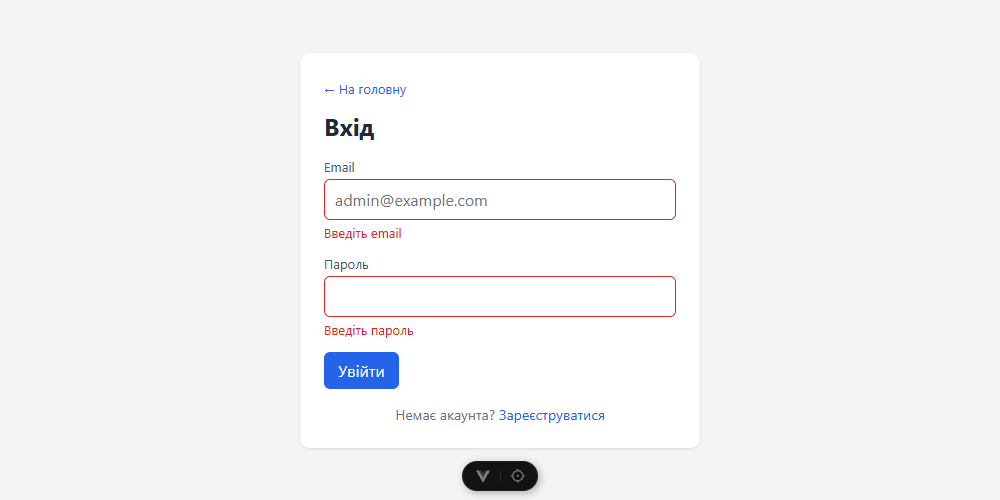 ← На головну
Вхід
Email
admin@example.com
Введіть email
Пароль
Введіть пароль
Увійти
Немає акаунта? Зареєструватися